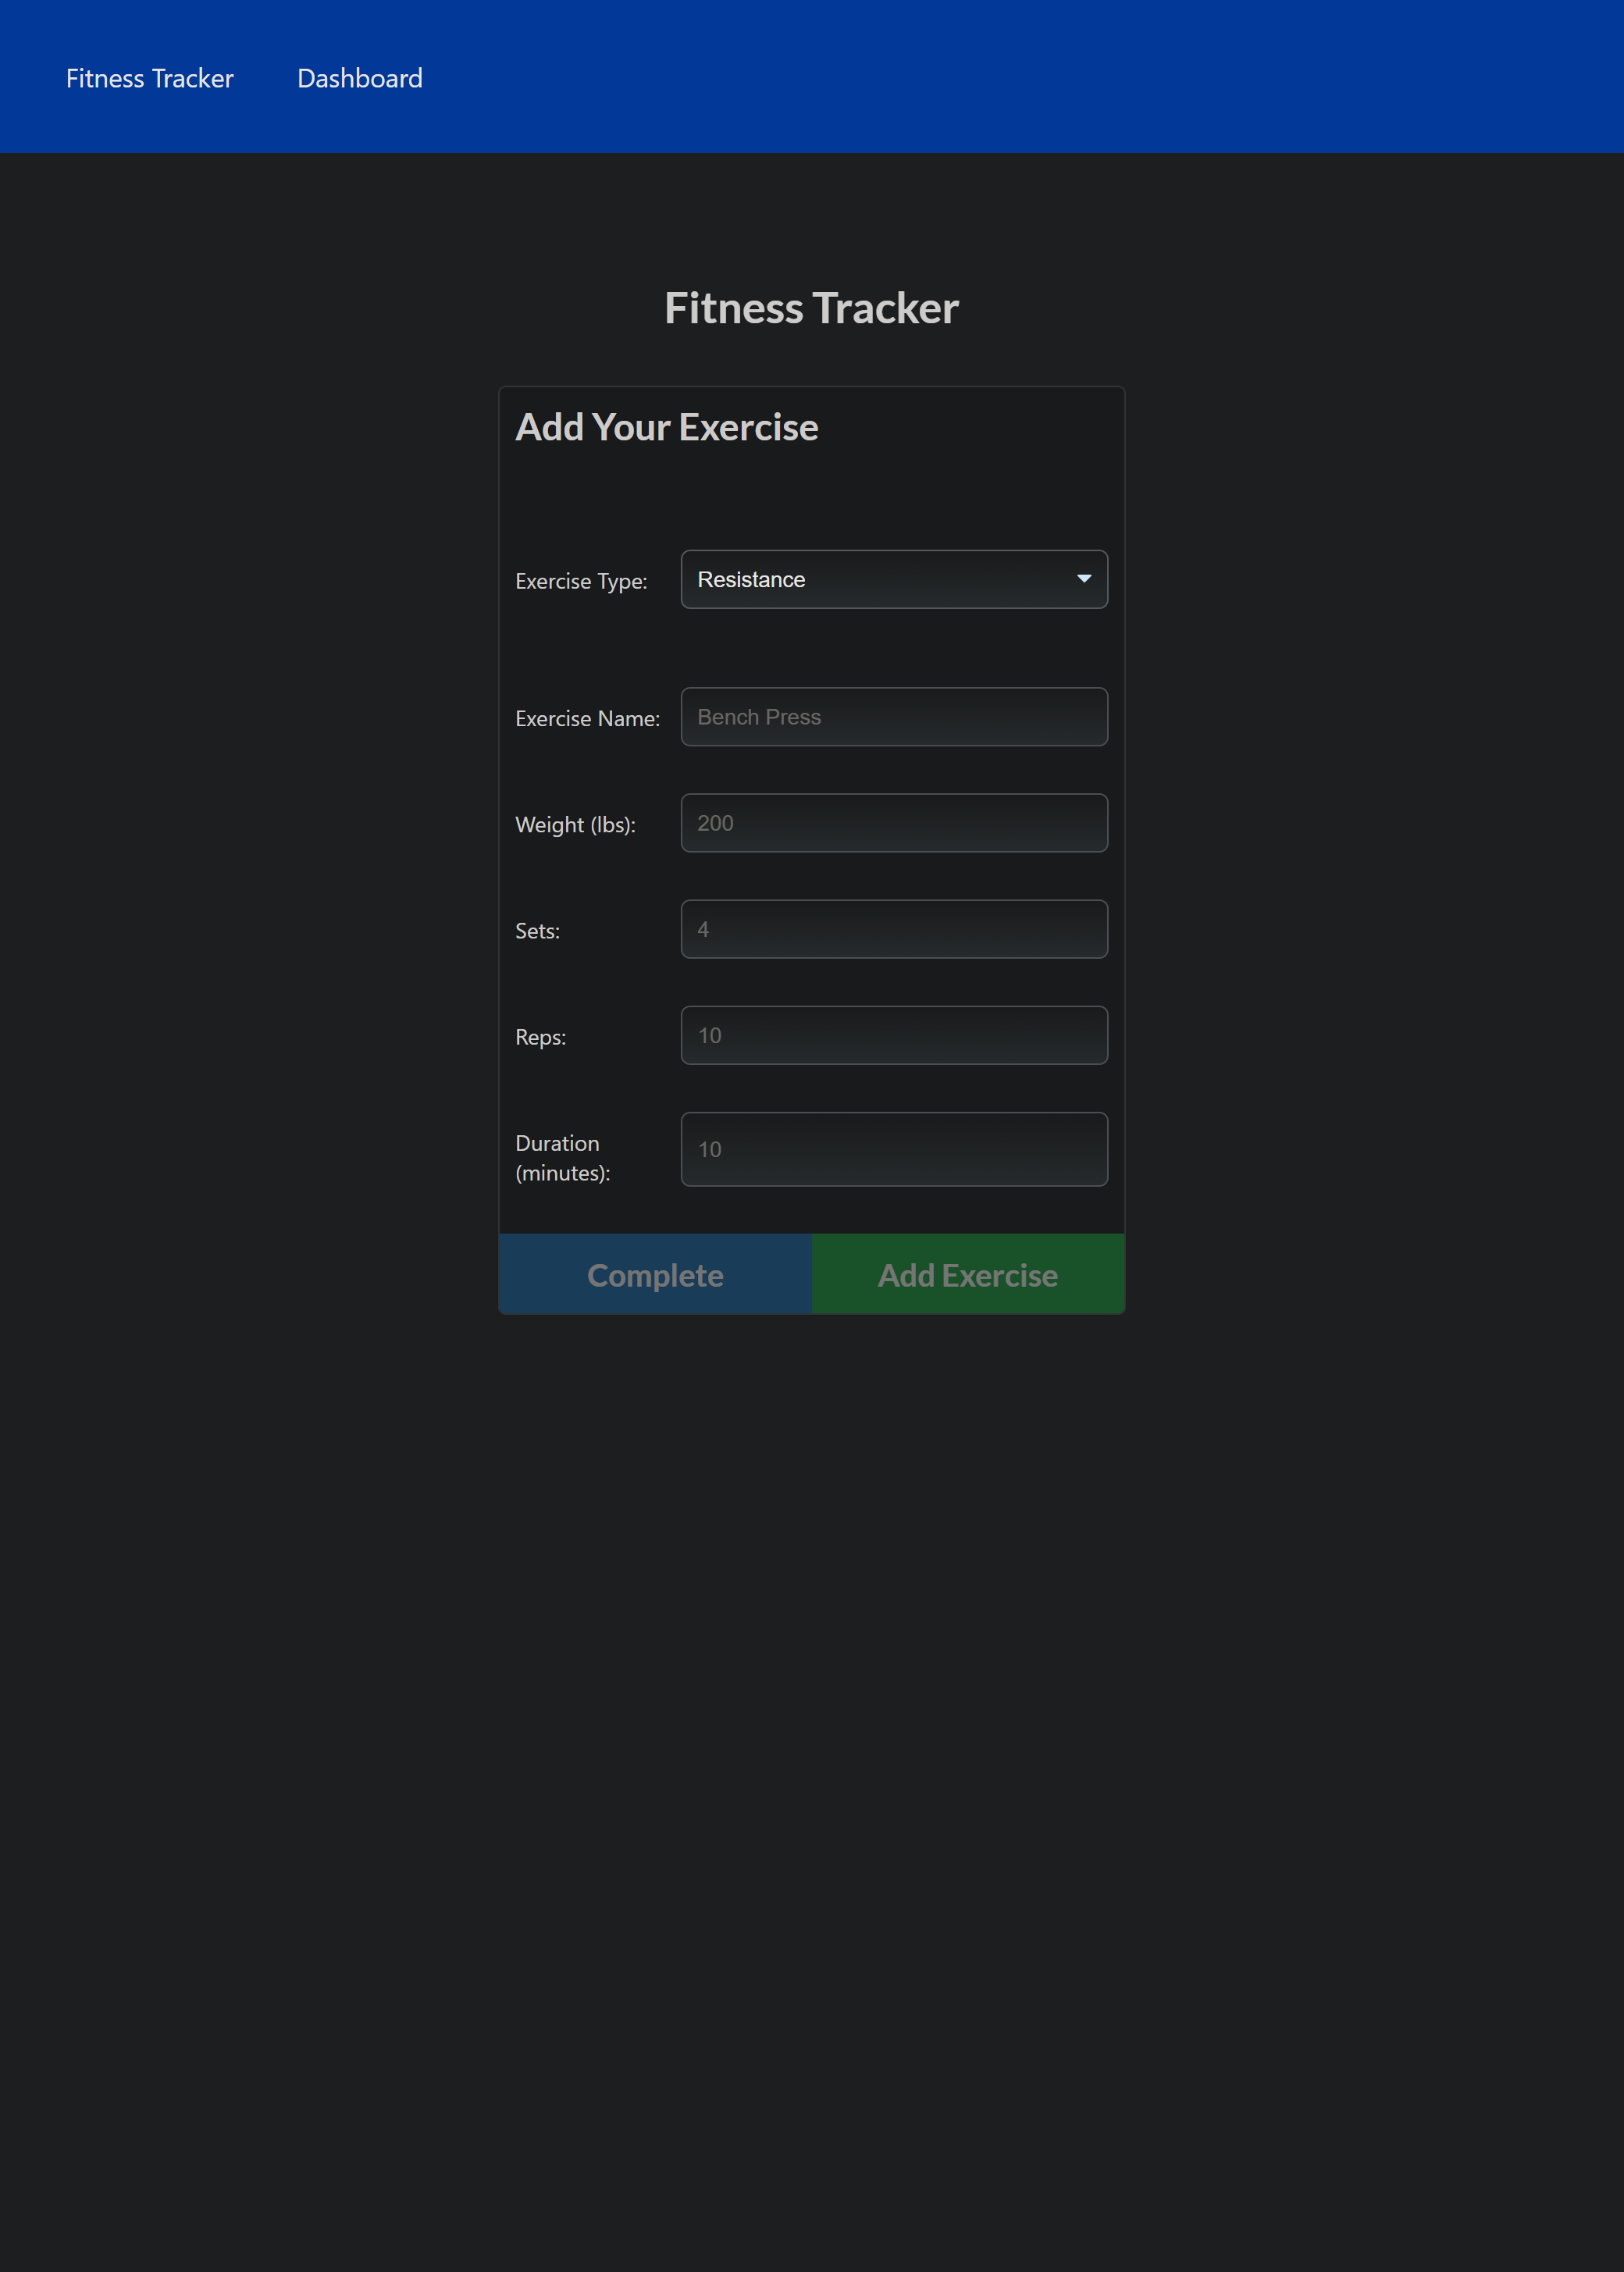 Fitness Tracker Dashboard
Fitness Tracker
Add Your Exercise
Exercise Type: Resistance
Exercise Name: Bench Press
Weight (lbs): 200
Sets: 4
Reps: 10
Duration
(minutes): 10
Complete Add Exercise